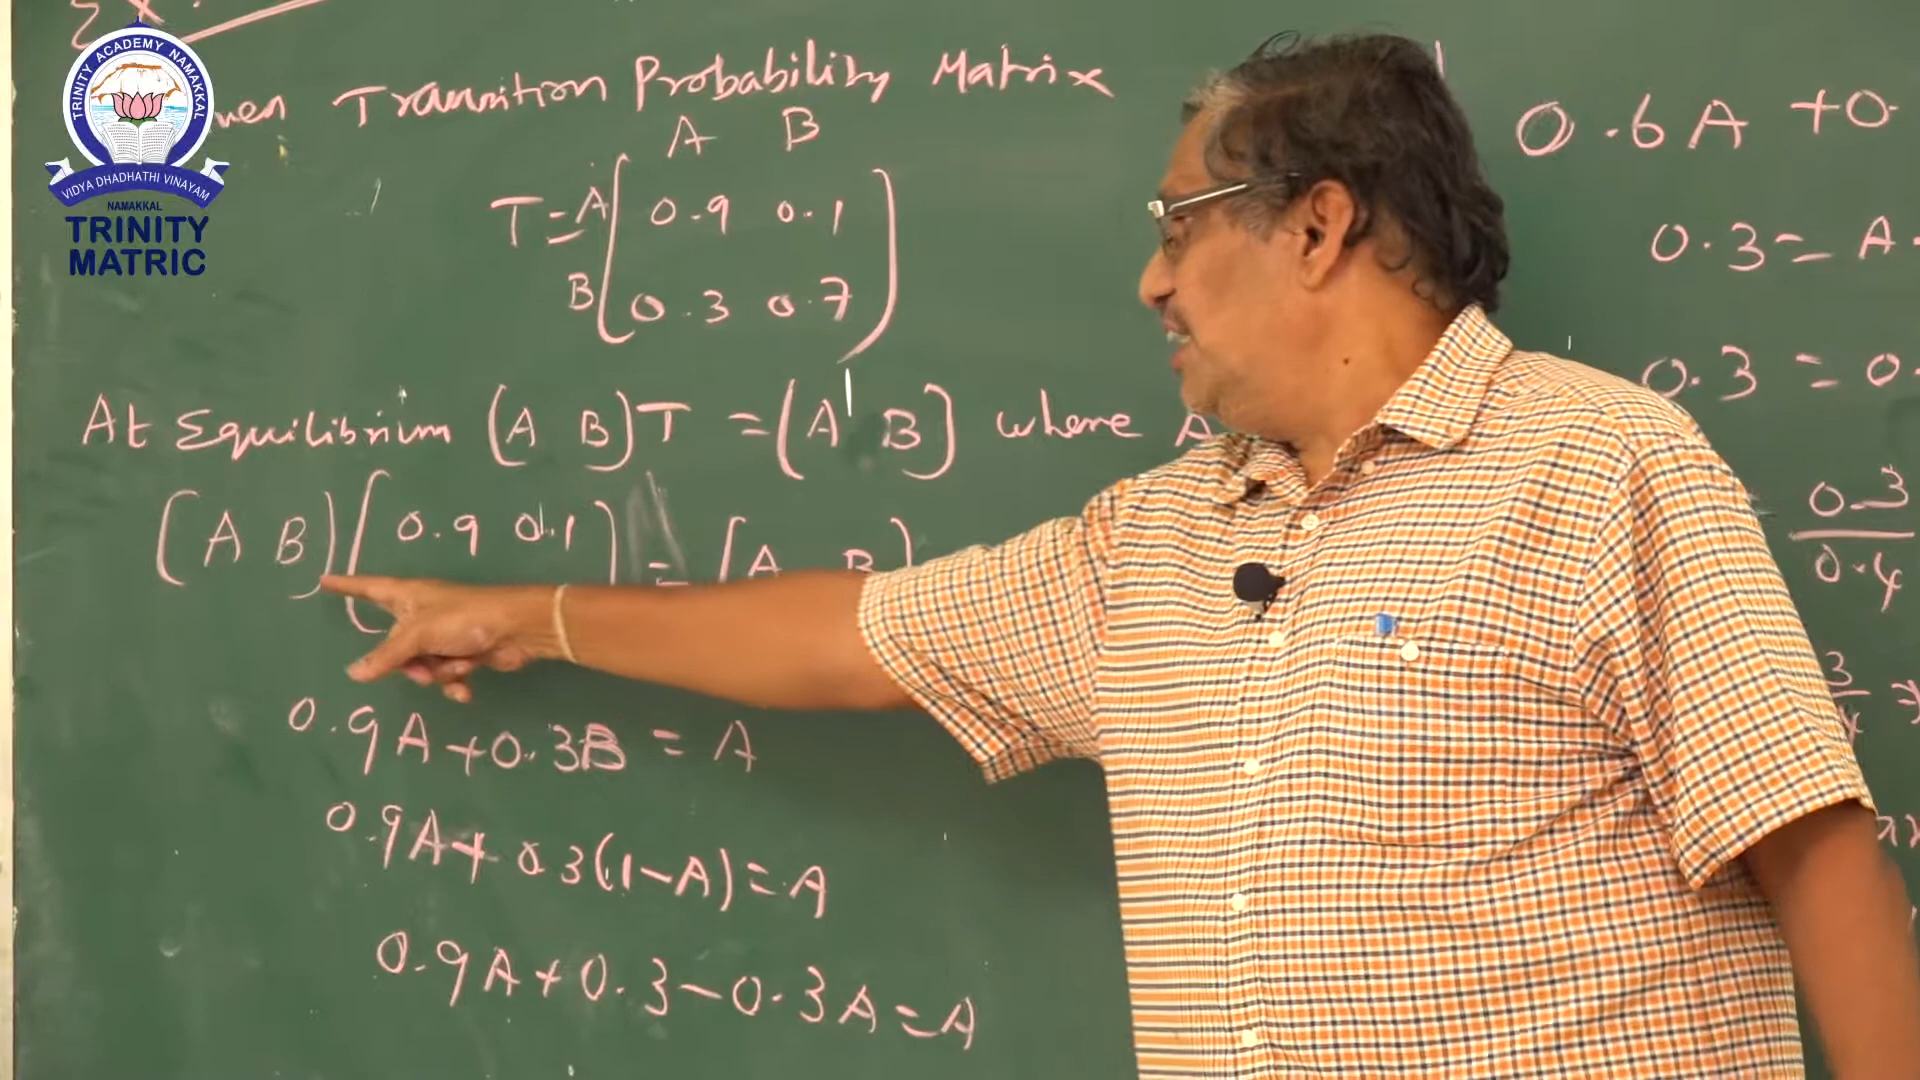 TRINITY ACADEMY NAMAKKAL
VIDYA DHADHATHI VINAYAM
NAMAKKAL
TRINITY
MATRIC
Ex:
Transition Probability Matrix
A B
T = A ( 0.9 0.1
B ( 0.3 0.7 )
At Equilibrium (A B) T = (A B) where A
(A B) ( 0.9 0.1 ) = (A B)
0.9A + 0.3B = A
0.9A + 0.3(1-A) = A
0.9A + 0.3 - 0.3A = A
0.6A + 0.
0.3 = A -
0.3 = 0.
0.3
0.4
3